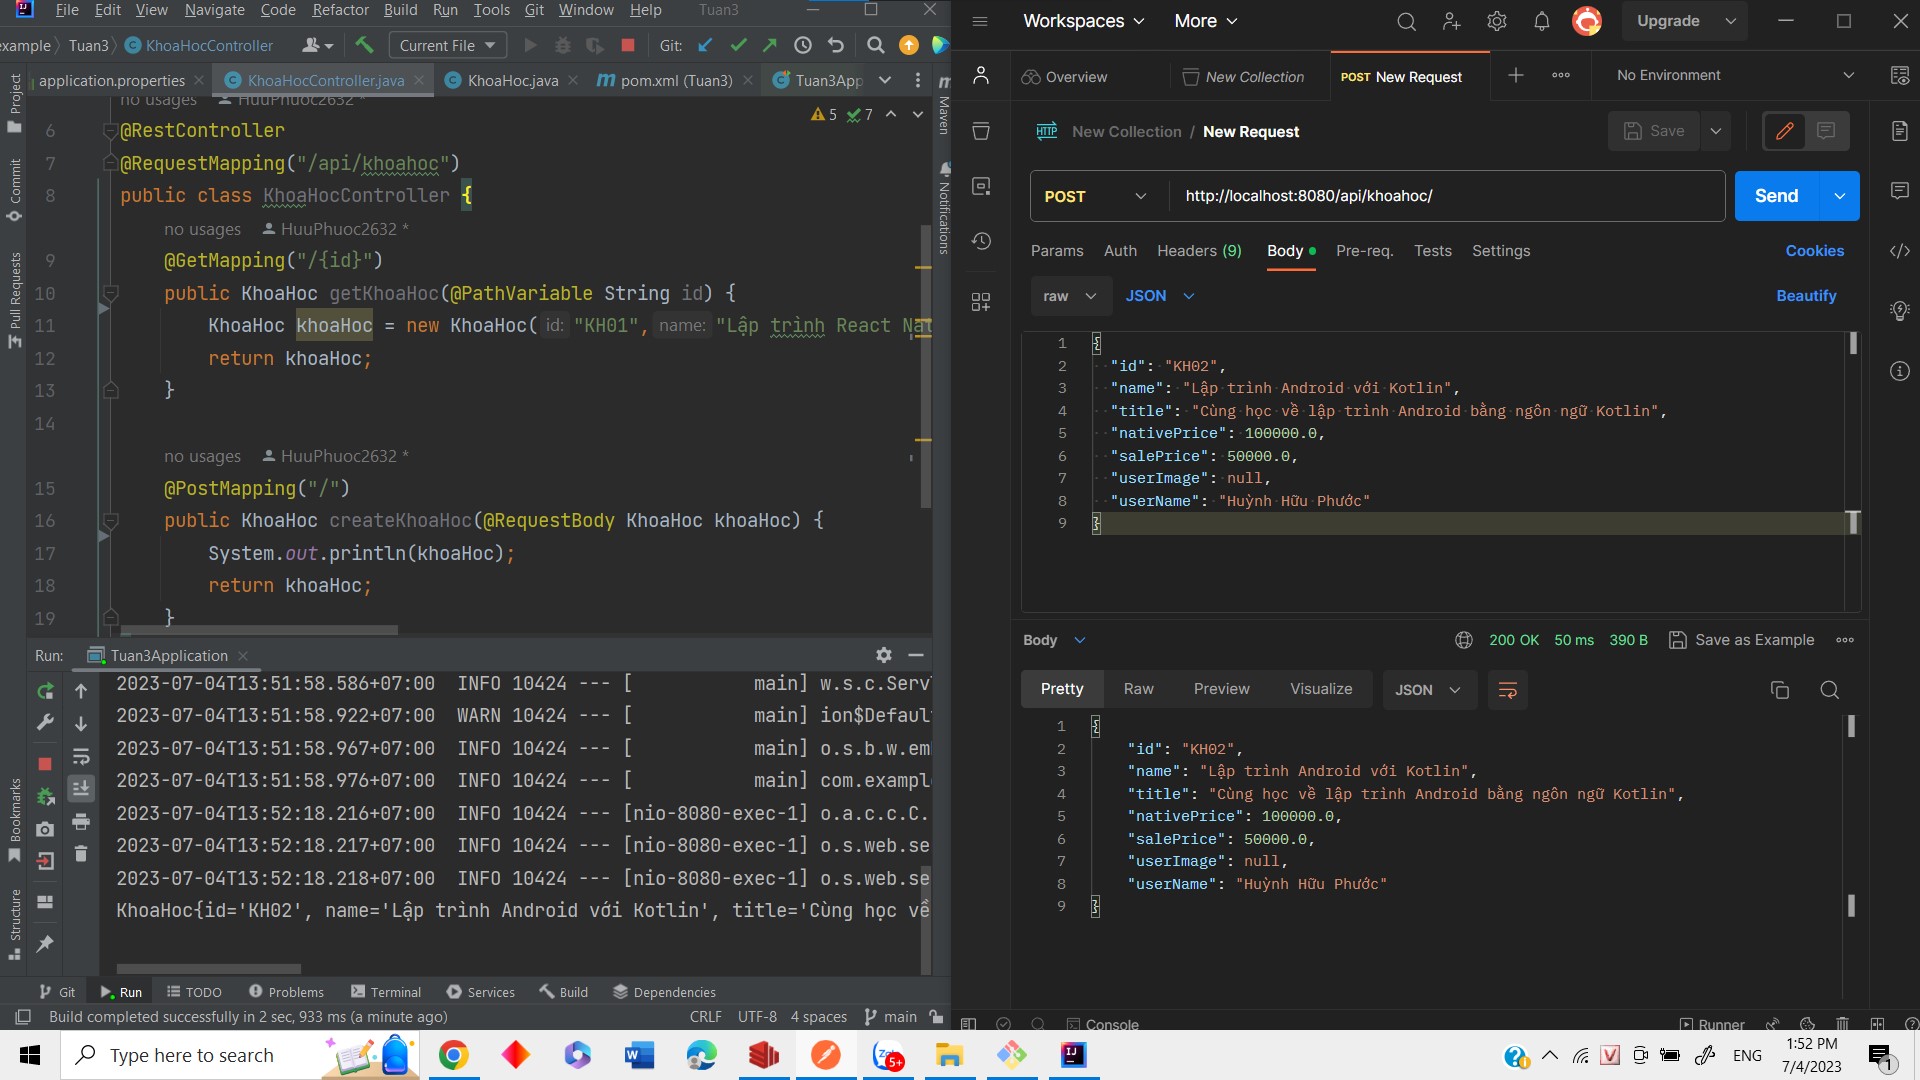 File Edit View Navigate Code Refactor Build Run Tools Git Window Help Tuan3
example Tuan3 KhoaHocController Current File Git:
application.properties KhoaHocController.java KhoaHoc.java pom.xml (Tuan3) Tuan3App
no usages HuuPhuoc2632 *
5 7
6 @RestController
7 @RequestMapping("/api/khoahoc")
8 public class KhoaHocController {
no usages HuuPhuoc2632 *
9 @GetMapping("/{id}")
10 public KhoaHoc getKhoaHoc(@PathVariable String id) {
11 KhoaHoc khoaHoc = new KhoaHoc( id: "KH01", name: "Lập trình React Nat
12 return khoaHoc;
13 }
14
no usages HuuPhuoc2632 *
15 @PostMapping("/")
16 public KhoaHoc createKhoaHoc(@RequestBody KhoaHoc khoaHoc) {
17 System.out.println(khoaHoc);
18 return khoaHoc;
19 }
Project
Commit
Pull Requests
Bookmarks
Structure
Maven
Notifications
Run: Tuan3Application
2023-07-04T13:51:58.586+07:00 INFO 10424 --- [ main] w.s.c.Serv
2023-07-04T13:51:58.922+07:00 WARN 10424 --- [ main] ion$Defaul
2023-07-04T13:51:58.967+07:00 INFO 10424 --- [ main] o.s.b.w.em
2023-07-04T13:51:58.976+07:00 INFO 10424 --- [ main] com.example
2023-07-04T13:52:18.216+07:00 INFO 10424 --- [nio-8080-exec-1] o.a.c.c.C.
2023-07-04T13:52:18.217+07:00 INFO 10424 --- [nio-8080-exec-1] o.s.web.se
2023-07-04T13:52:18.218+07:00 INFO 10424 --- [nio-8080-exec-1] o.s.web.se
KhoaHoc{id='KH02', name='Lập trình Android với Kotlin', title='Cùng học về
Git Run TODO Problems Terminal Services Build Dependencies
Build completed successfully in 2 sec, 933 ms (a minute ago) CRLF UTF-8 4 spaces main
Workspaces More Upgrade
Overview New Collection POST New Request No Environment
HTTP New Collection / New Request Save
POST http://localhost:8080/api/khoahoc/ Send
Params Auth Headers (9) Body Pre-req. Tests Settings Cookies
raw JSON Beautify
1 {
2 "id": "KH02",
3 "name": "Lập trình Android với Kotlin",
4 "title": "Cùng học về lập trình Android bằng ngôn ngữ Kotlin",
5 "nativePrice": 100000.0,
6 "salePrice": 50000.0,
7 "userImage": null,
8 "userName": "Huỳnh Hữu Phước"
9 }
Body 200 OK 50 ms 390 B Save as Example
Pretty Raw Preview Visualize JSON
1 {
2 "id": "KH02",
3 "name": "Lập trình Android với Kotlin",
4 "title": "Cùng học về lập trình Android bằng ngôn ngữ Kotlin",
5 "nativePrice": 100000.0,
6 "salePrice": 50000.0,
7 "userImage": null,
8 "userName": "Huỳnh Hữu Phước"
9 }
Console Runner
Type here to search 5+ ENG 1:52 PM
7/4/2023 1